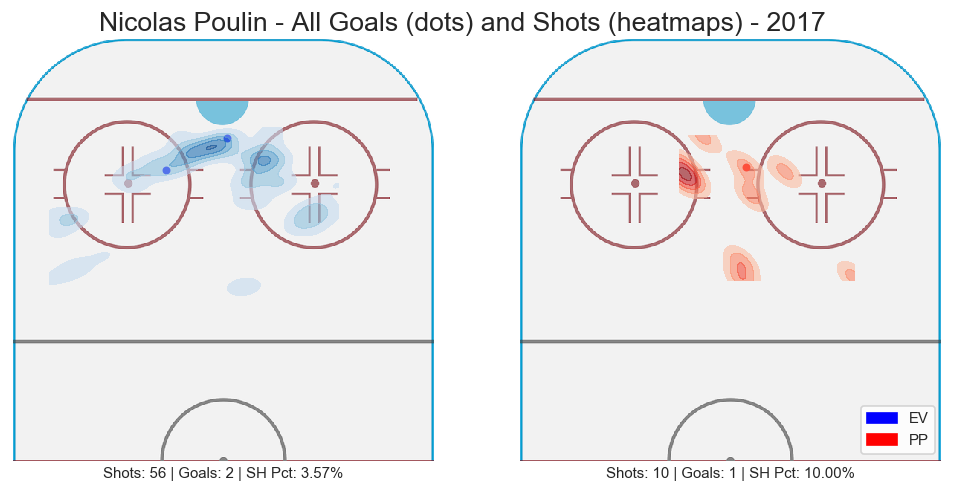 Nicolas Poulin - All Goals (dots) and Shots (heatmaps) - 2017
EV
PP
Shots: 56 | Goals: 2 | SH Pct: 3.57%
Shots: 10 | Goals: 1 | SH Pct: 10.00%